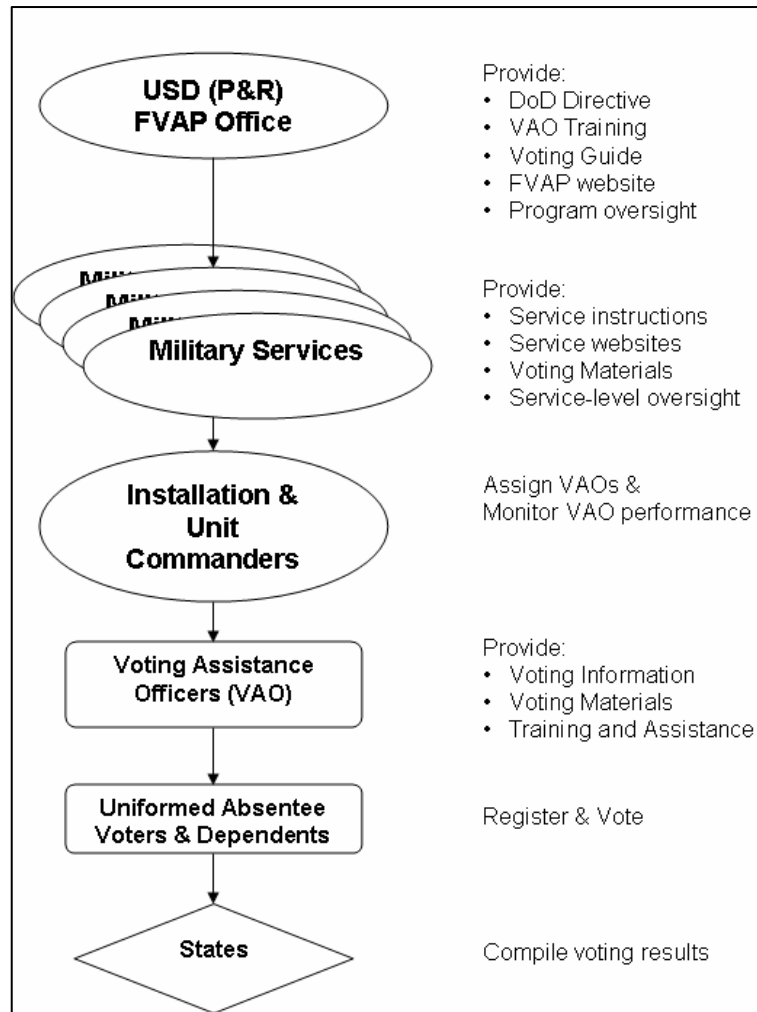 USD (P&R)
FVAP Office
Provide:
• DoD Directive
• VAO Training
• Voting Guide
• FVAP website
• Program oversight
Military Services
Provide:
• Service instructions
• Service websites
• Voting Materials
• Service-level oversight
Installation &
Unit
Commanders
Assign VAOs &
Monitor VAO performance
Voting Assistance
Officers (VAO)
Provide:
• Voting Information
• Voting Materials
• Training and Assistance
Uniformed Absentee
Voters & Dependents
Register & Vote
States
Compile voting results